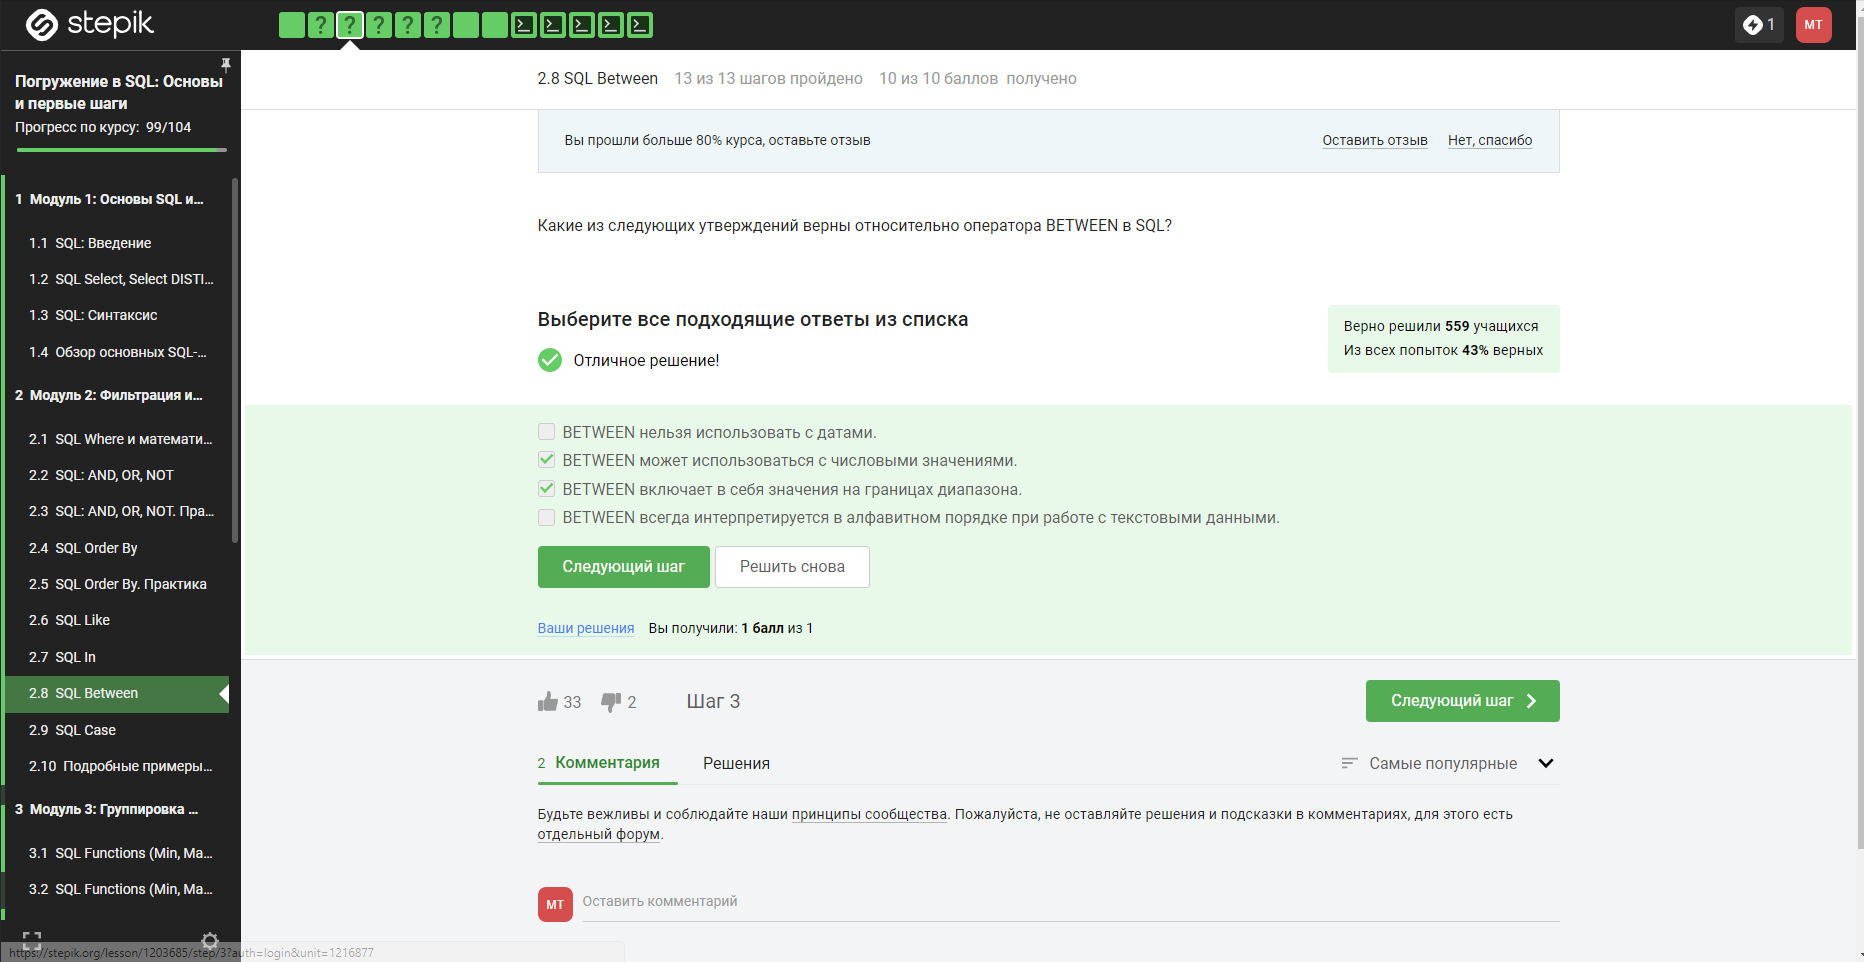 stepik
1
MT
Погружение в SQL: Основы
и первые шаги
Прогресс по курсу: 99/104
1 Модуль 1: Основы SQL и...
1.1 SQL: Введение
1.2 SQL Select, Select DISTI...
1.3 SQL: Синтаксис
1.4 Обзор основных SQL-...
2 Модуль 2: Фильтрация и...
2.1 SQL Where и математи...
2.2 SQL: AND, OR, NOT
2.3 SQL: AND, OR, NOT. Пра...
2.4 SQL Order By
2.5 SQL Order By. Практика
2.6 SQL Like
2.7 SQL In
2.8 SQL Between
2.9 SQL Case
2.10 Подробные примеры...
3 Модуль 3: Группировка ...
3.1 SQL Functions (Min, Ma...
3.2 SQL Functions (Min, Ma...
https://stepik.org/lesson/1203685/step/3?auth=login&unit=1216877
2.8 SQL Between 13 из 13 шагов пройдено 10 из 10 баллов получено
Вы прошли больше 80% курса, оставьте отзыв Оставить отзыв Нет, спасибо
Какие из следующих утверждений верны относительно оператора BETWEEN в SQL?
Выберите все подходящие ответы из списка
Отличное решение!
Верно решили 559 учащихся
Из всех попыток 43% верных
BETWEEN нельзя использовать с датами.
BETWEEN может использоваться с числовыми значениями.
BETWEEN включает в себя значения на границах диапазона.
BETWEEN всегда интерпретируется в алфавитном порядке при работе с текстовыми данными.
Следующий шаг Решить снова
Ваши решения Вы получили: 1 балл из 1
33 2 Шаг 3 Следующий шаг
2 Комментария Решения Самые популярные
Будьте вежливы и соблюдайте наши принципы сообщества. Пожалуйста, не оставляйте решения и подсказки в комментариях, для этого есть
отдельный форум.
MT Оставить комментарий